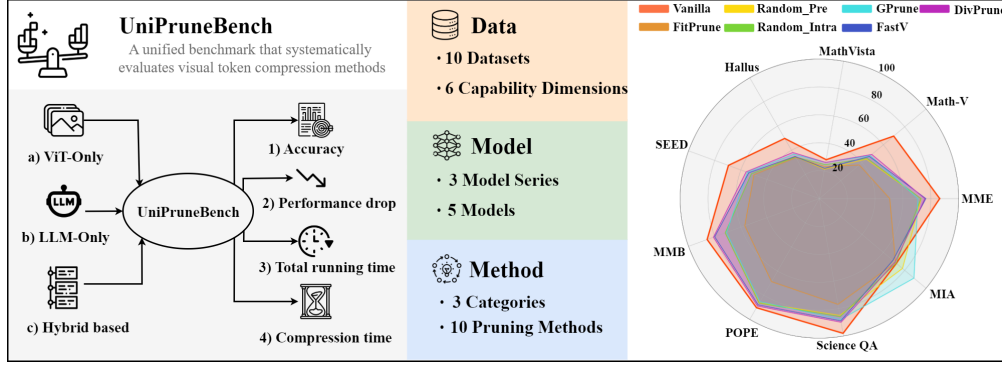 UniPruneBench
A unified benchmark that systematically
evaluates visual token compression methods
a) ViT-Only
LLM
b) LLM-Only
c) Hybrid based
UniPruneBench
1) Accuracy
2) Performance drop
3) Total running time
4) Compression time
Data
· 10 Datasets
· 6 Capability Dimensions
Model
· 3 Model Series
· 5 Models
Method
· 3 Categories
· 10 Pruning Methods
Vanilla Random_Pre GPrune DivPrune
FitPrune Random_Intra FastV
MathVista
Hallus
Math-V
SEED
MME
MMB
MIA
POPE
Science QA
100
80
60
40
20